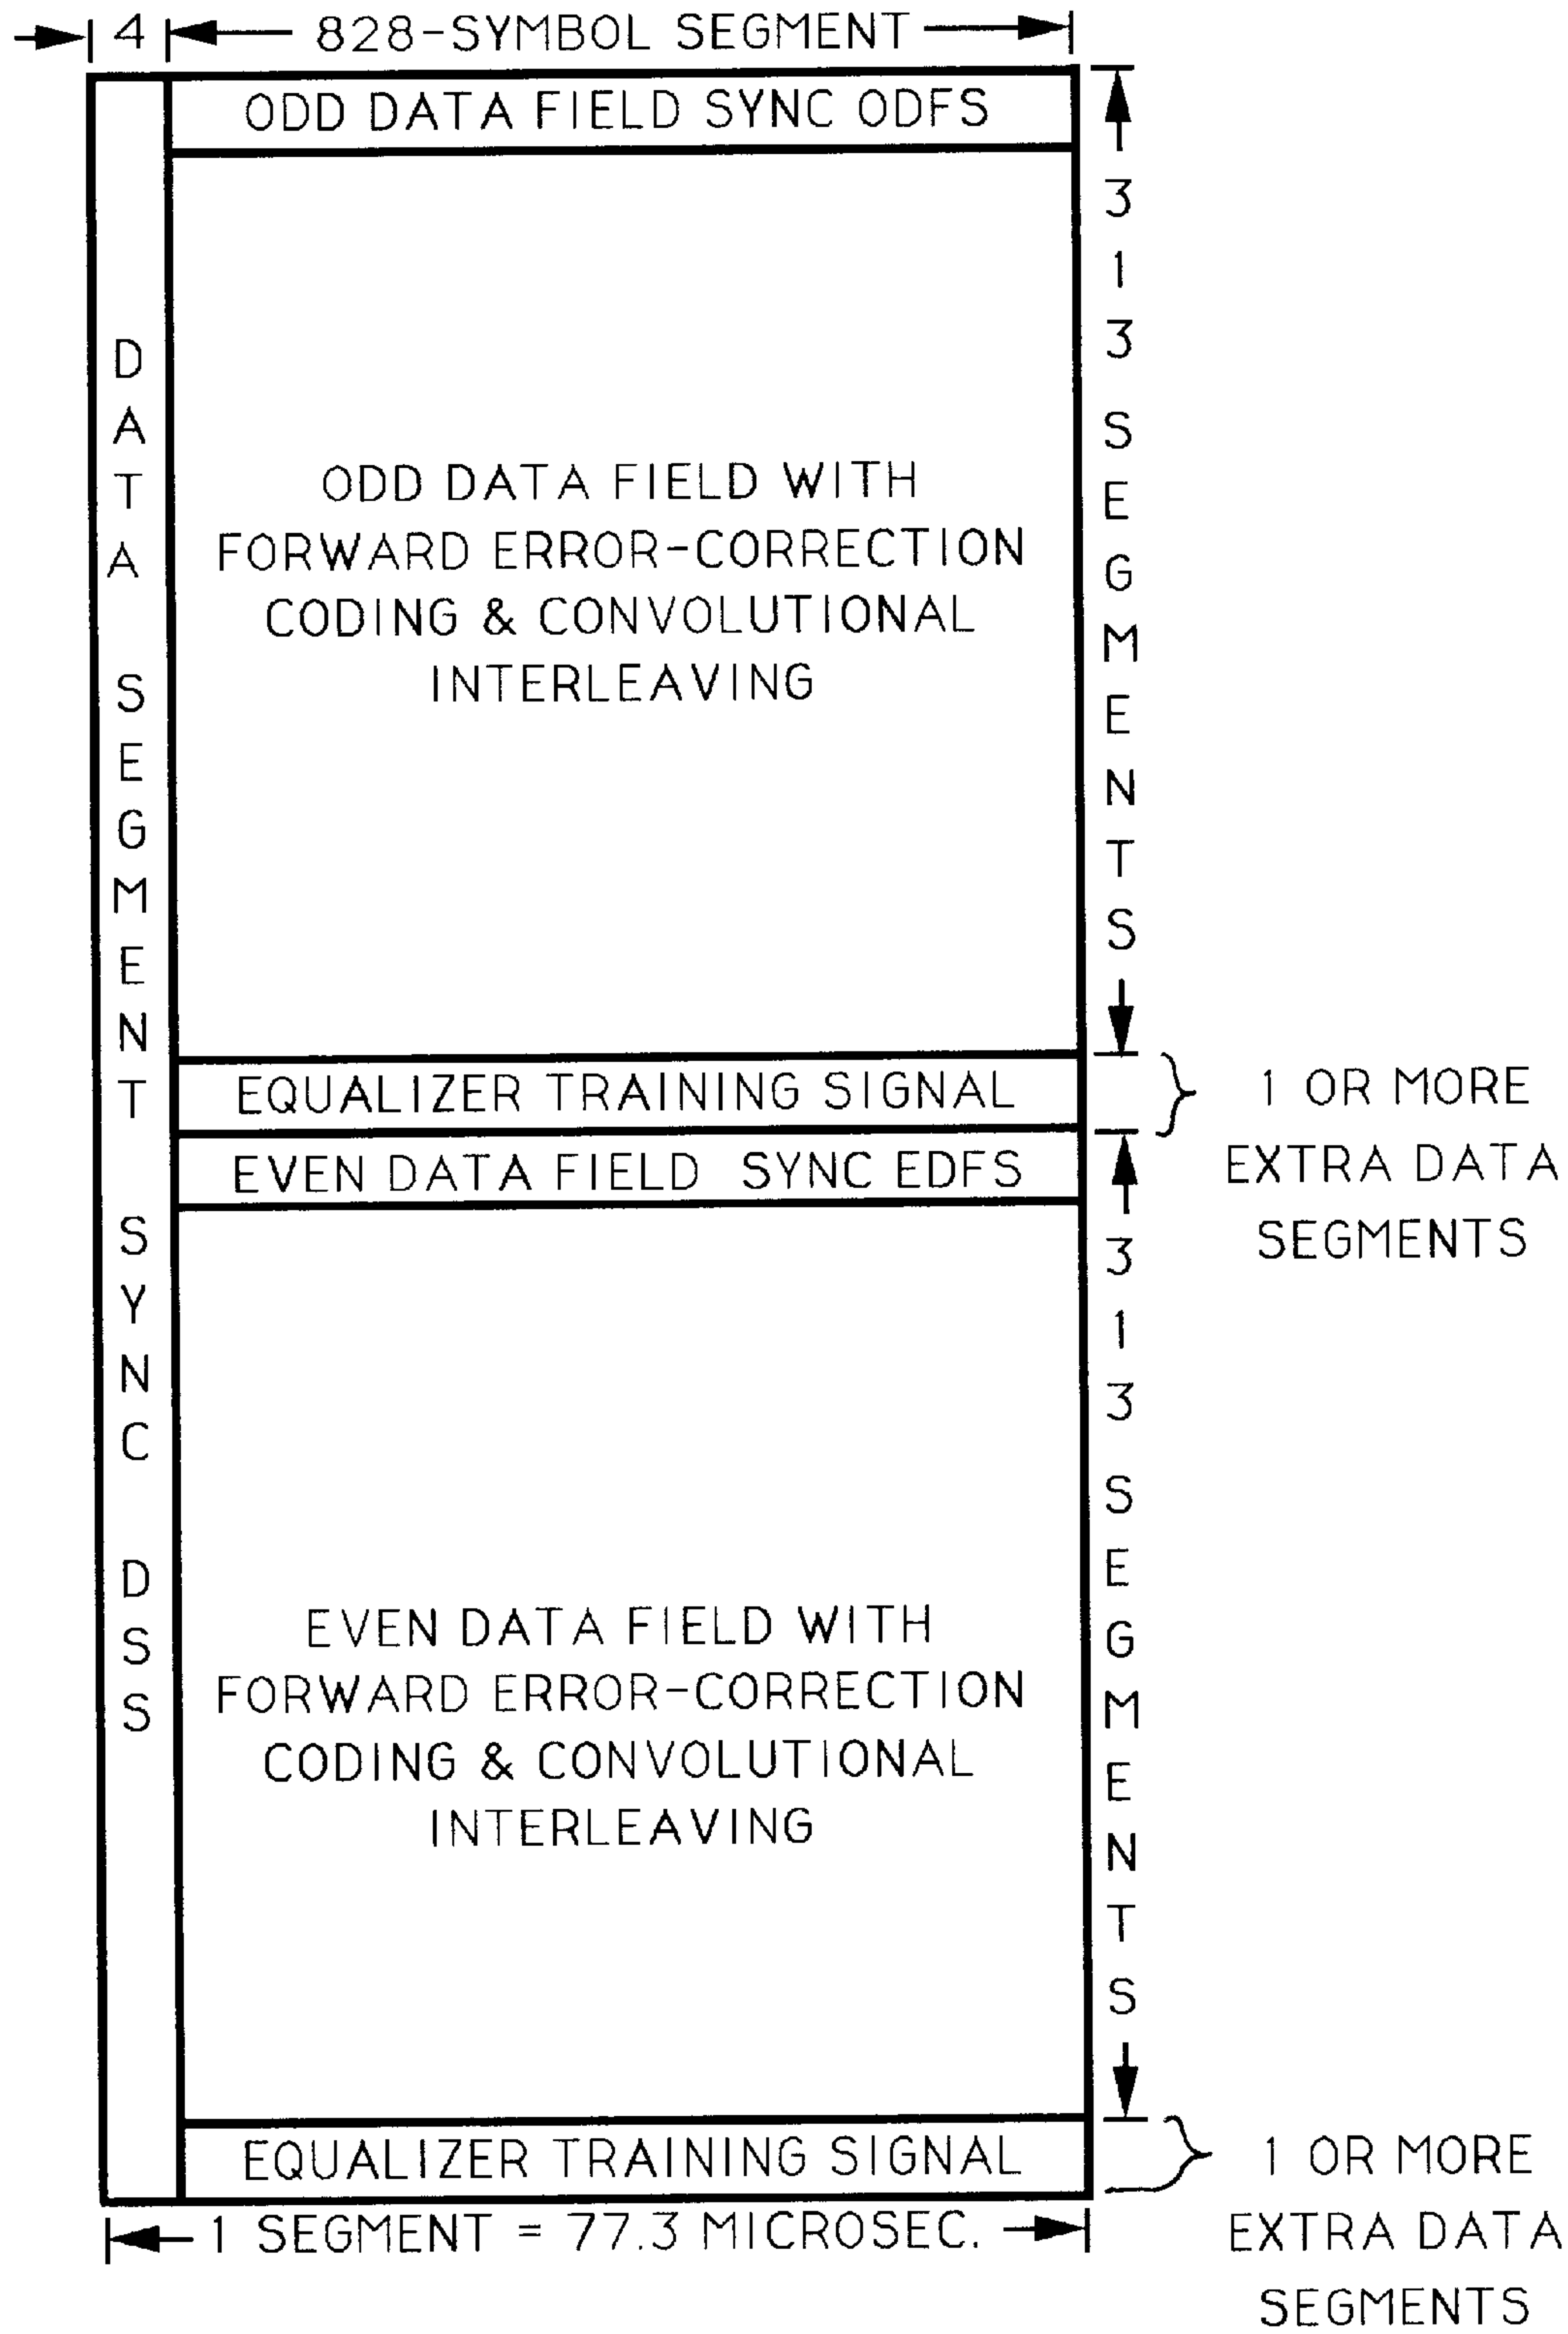 4
828-SYMBOL SEGMENT
ODD DATA FIELD SYNC ODFS
313 SEGMENTS
DATA SEGMENT SYNC DSS
ODD DATA FIELD WITH
FORWARD ERROR-CORRECTION
CODING & CONVOLUTIONAL
INTERLEAVING
EQUALIZER TRAINING SIGNAL
1 OR MORE
EXTRA DATA
SEGMENTS
EVEN DATA FIELD SYNC EDFS
313 SEGMENTS
EVEN DATA FIELD WITH
FORWARD ERROR-CORRECTION
CODING & CONVOLUTIONAL
INTERLEAVING
EQUALIZER TRAINING SIGNAL
1 OR MORE
EXTRA DATA
SEGMENTS
1 SEGMENT = 77.3 MICROSEC.